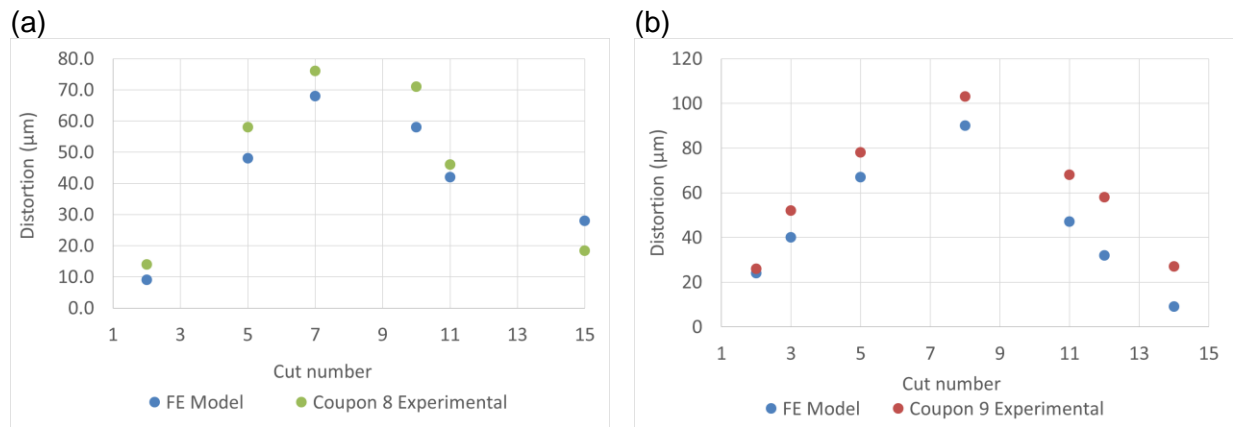 (a)
80.0
70.0
60.0
50.0
40.0
30.0
20.0
10.0
0.0
Distortion (μm)
1 3 5 7 9 11 13 15
Cut number
FE Model Coupon 8 Experimental
(b)
120
100
80
60
40
20
0
Distortion (μm)
1 3 5 7 9 11 13 15
Cut number
FE Model Coupon 9 Experimental